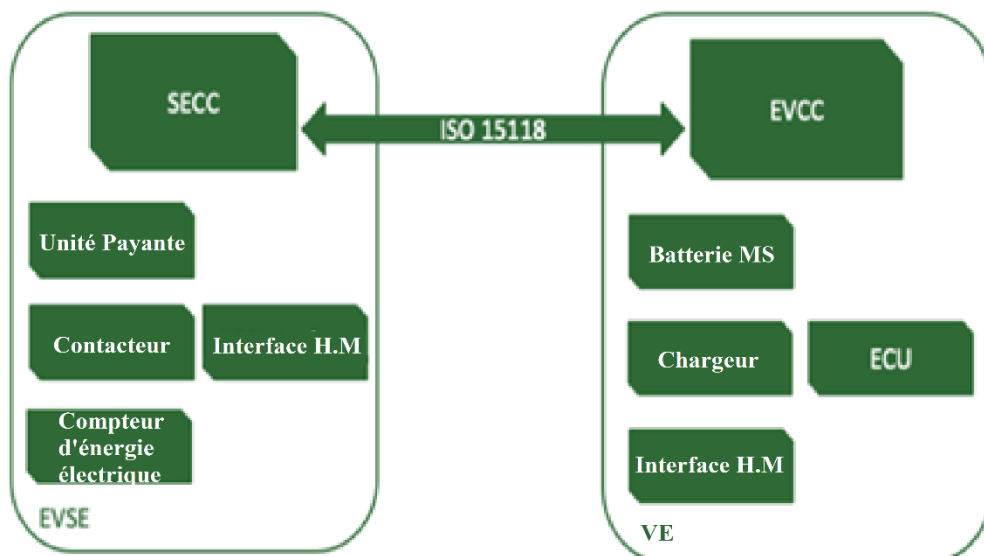 SECC
ISO 15118
EVCC
Unité Payante
Contacteur
Interface H.M
Compteur
d'énergie
électrique
EVSE
Batterie MS
Chargeur
ECU
Interface H.M
VE